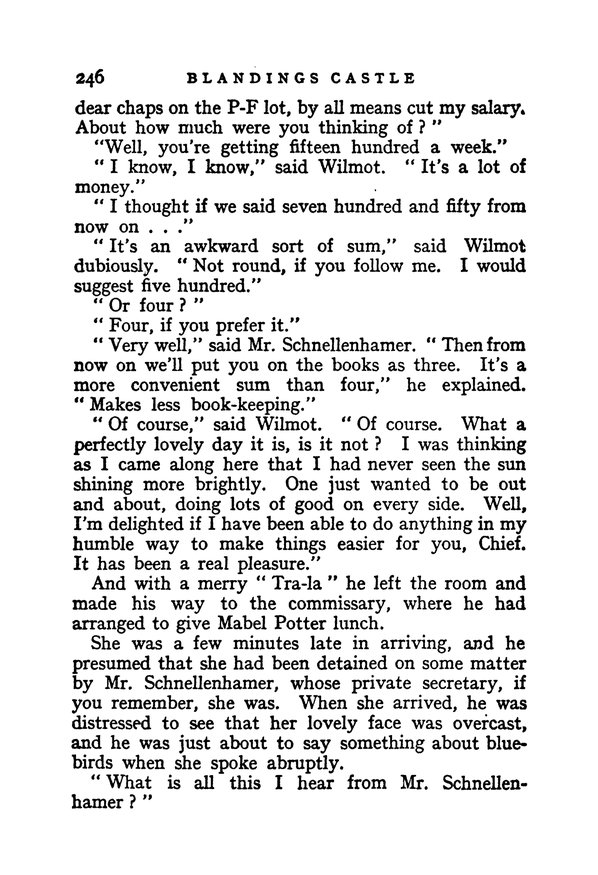 246 BLANDINGS CASTLE
dear chaps on the P-F lot, by all means cut my salary.
About how much were you thinking of ? "
"Well, you're getting fifteen hundred a week."
" I know, I know," said Wilmot. " It's a lot of
money."
" I thought if we said seven hundred and fifty from
now on . . ."
" It's an awkward sort of sum," said Wilmot
dubiously. " Not round, if you follow me. I would
suggest five hundred."
" Or four ? "
" Four, if you prefer it."
" Very well," said Mr. Schnellenhamer. " Then from
now on we'll put you on the books as three. It's a
more convenient sum than four," he explained.
" Makes less book-keeping."
" Of course," said Wilmot. " Of course. What a
perfectly lovely day it is, is it not ? I was thinking
as I came along here that I had never seen the sun
shining more brightly. One just wanted to be out
and about, doing lots of good on every side. Well,
I'm delighted if I have been able to do anything in my
humble way to make things easier for you, Chief.
It has been a real pleasure."
And with a merry " Tra-la " he left the room and
made his way to the commissary, where he had
arranged to give Mabel Potter lunch.
She was a few minutes late in arriving, and he
presumed that she had been detained on some matter
by Mr. Schnellenhamer, whose private secretary, if
you remember, she was. When she arrived, he was
distressed to see that her lovely face was overcast,
and he was just about to say something about blue-
birds when she spoke abruptly.
" What is all this I hear from Mr. Schnellen-
hamer ? "